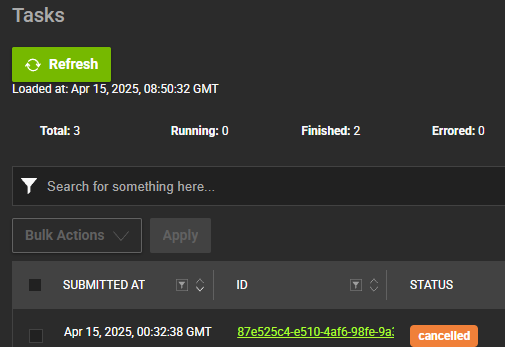 Tasks
Refresh
Loaded at: Apr 15, 2025, 08:50:32 GMT
Total: 3 Running: 0 Finished: 2 Errored: 0
Search for something here...
Bulk Actions Apply
SUBMITTED AT ID STATUS
Apr 15, 2025, 00:32:38 GMT 87e525c4-e510-4af6-98fe-9a cancelled